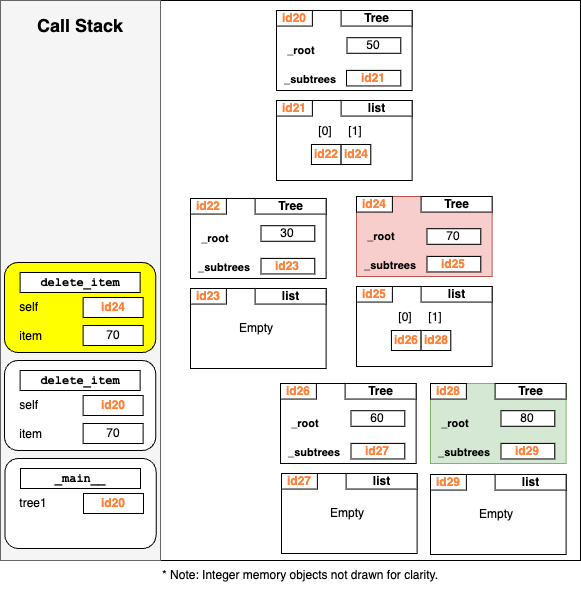 Call Stack
delete_item
self id24
item 70
delete_item
self id20
item 70
_main__
tree1 id20
id20 Tree
_root 50
_subtrees id21
id21 list
[0] [1]
id22 id24
id22 Tree
_root 30
_subtrees id23
id23 list
Empty
id24 Tree
_root 70
_subtrees id25
id25 list
[0] [1]
id26 id28
id26 Tree
_root 60
_subtrees id27
id27 list
Empty
id28 Tree
_root 80
_subtrees id29
id29 list
Empty
* Note: Integer memory objects not drawn for clarity.